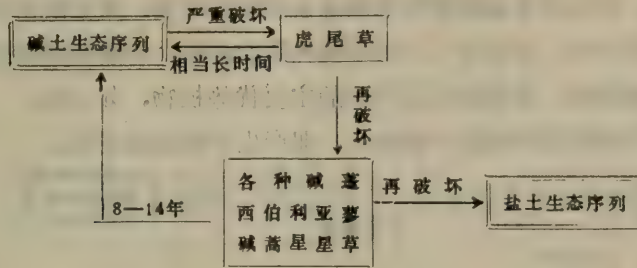 严重破坏
碱土生态序列
虎尾草
相当长时间
再破坏
各种碱蓬
西伯利亚蓼
碱蒿星星草
再破坏
盐土生态序列
8—14年